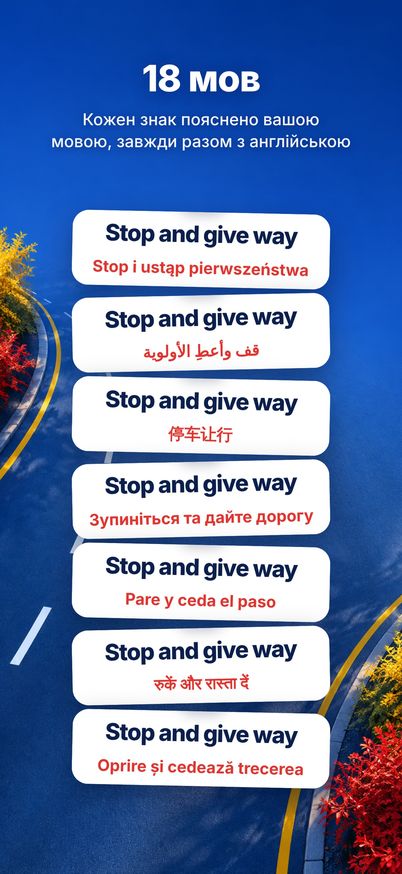 18 мов
Кожен знак пояснено вашою
мовою, завжди разом з англійською
Stop and give way
Stop i ustąp pierwszeństwa
Stop and give way
قف وأعطِ الأولوية
Stop and give way
停车让行
Stop and give way
Зупиніться та дайте дорогу
Stop and give way
Pare y ceda el paso
Stop and give way
रुकें और रास्ता दें
Stop and give way
Oprire și cedează trecerea